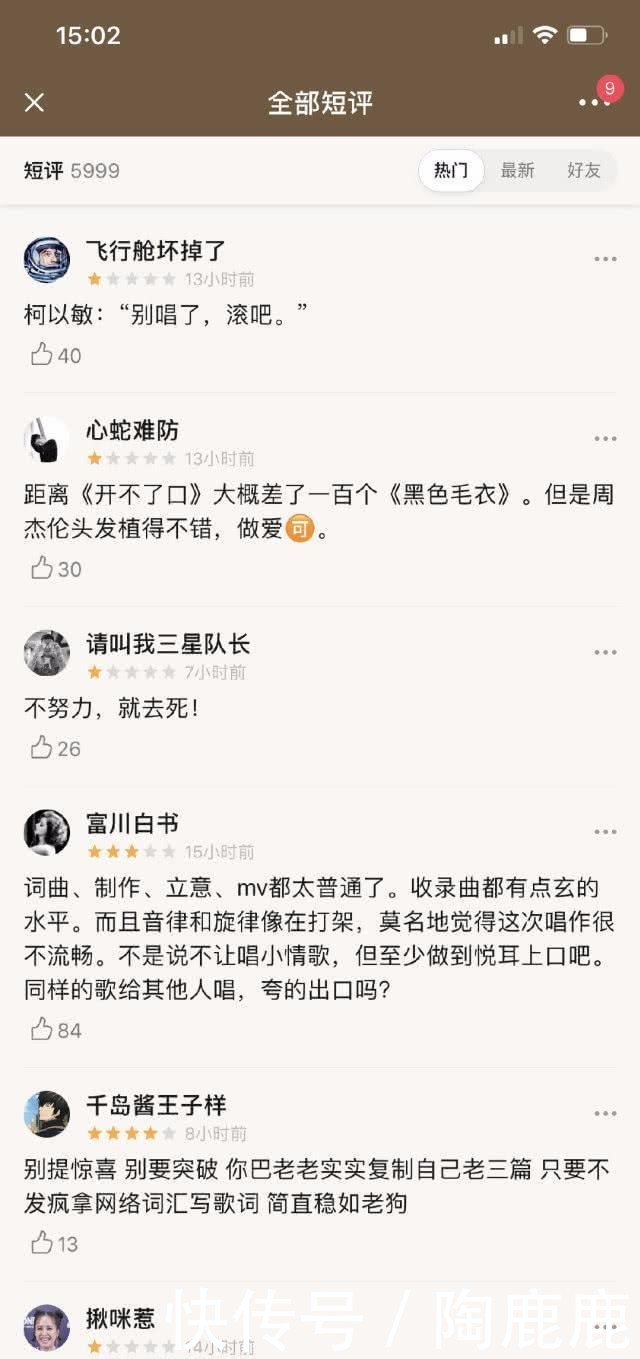 15:02
全部短评
9
短评 5999
热门 最新 好友
飞行舱坏掉了
13小时前
柯以敏：“别唱了，滚吧。”
40
心蛇难防
13小时前
距离《开不了口》大概差了一百个《黑色毛衣》。但是周
杰伦头发植得不错，做爱🉑。
30
请叫我三星队长
7小时前
不努力，就去死！
26
富川白书
15小时前
词曲、制作、立意、mv都太普通了。收录曲都有点玄的
水平。而且音律和旋律像在打架，莫名地觉得这次唱作很
不流畅。不是说不让唱小情歌，但至少做到悦耳上口吧。
同样的歌给其他人唱，夸的出口吗？
84
千岛酱王子样
8小时前
别提惊喜 别要突破 你巴老老实实复制自己老三篇 只要不
发疯拿网络词汇写歌词 简直稳如老狗
13
揪咪惹
14小时前
快传号 / 陶鹿鹿